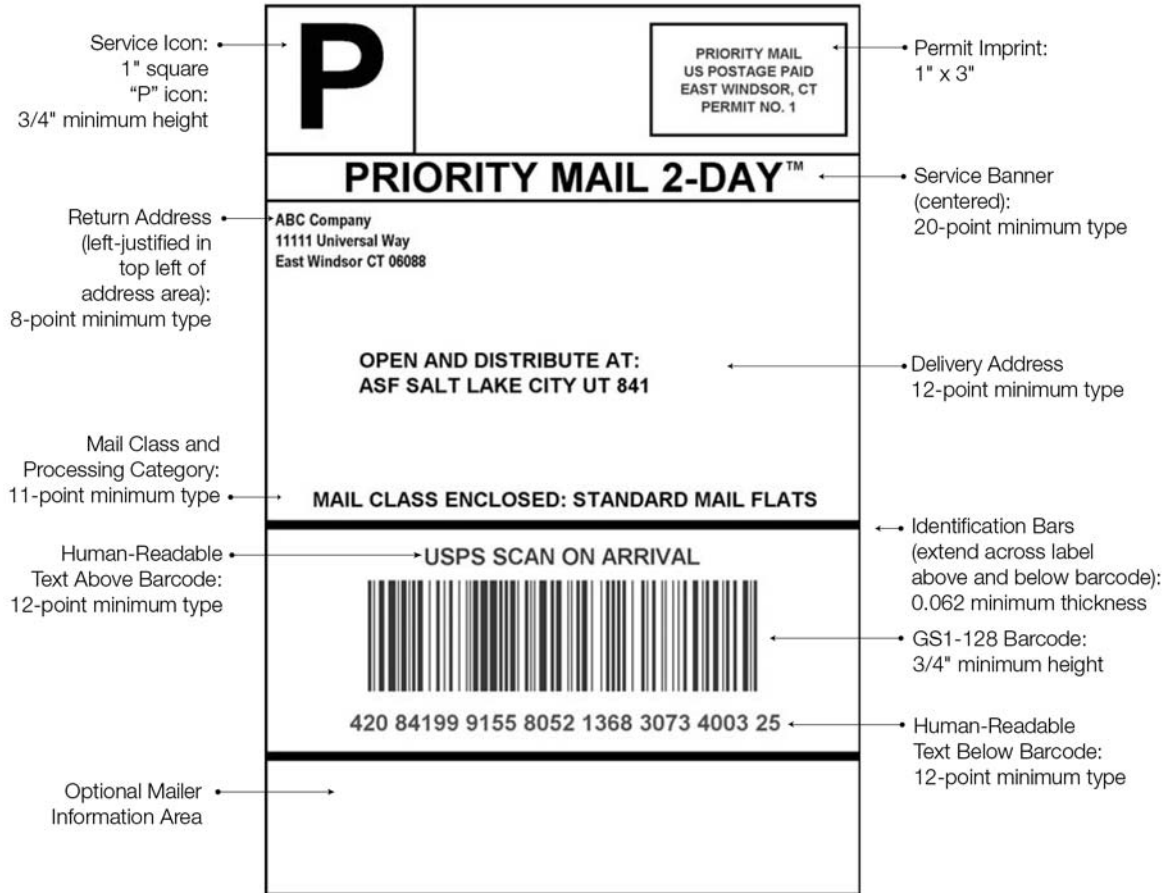 Service Icon:
1" square
“P” icon:
3/4" minimum height
P
PRIORITY MAIL
US POSTAGE PAID
EAST WINDSOR, CT
PERMIT NO. 1
Permit Imprint:
1" x 3"
PRIORITY MAIL 2-DAY™
Service Banner
(centered):
20-point minimum type
Return Address
(left-justified in
top left of
address area):
8-point minimum type
ABC Company
11111 Universal Way
East Windsor CT 06088
OPEN AND DISTRIBUTE AT:
ASF SALT LAKE CITY UT 841
Delivery Address
12-point minimum type
Mail Class and
Processing Category:
11-point minimum type
MAIL CLASS ENCLOSED: STANDARD MAIL FLATS
Identification Bars
(extend across label
above and below barcode):
0.062 minimum thickness
Human-Readable
Text Above Barcode:
12-point minimum type
USPS SCAN ON ARRIVAL
GS1-128 Barcode:
3/4" minimum height
420 84199 9155 8052 1368 3073 4003 25
Human-Readable
Text Below Barcode:
12-point minimum type
Optional Mailer
Information Area